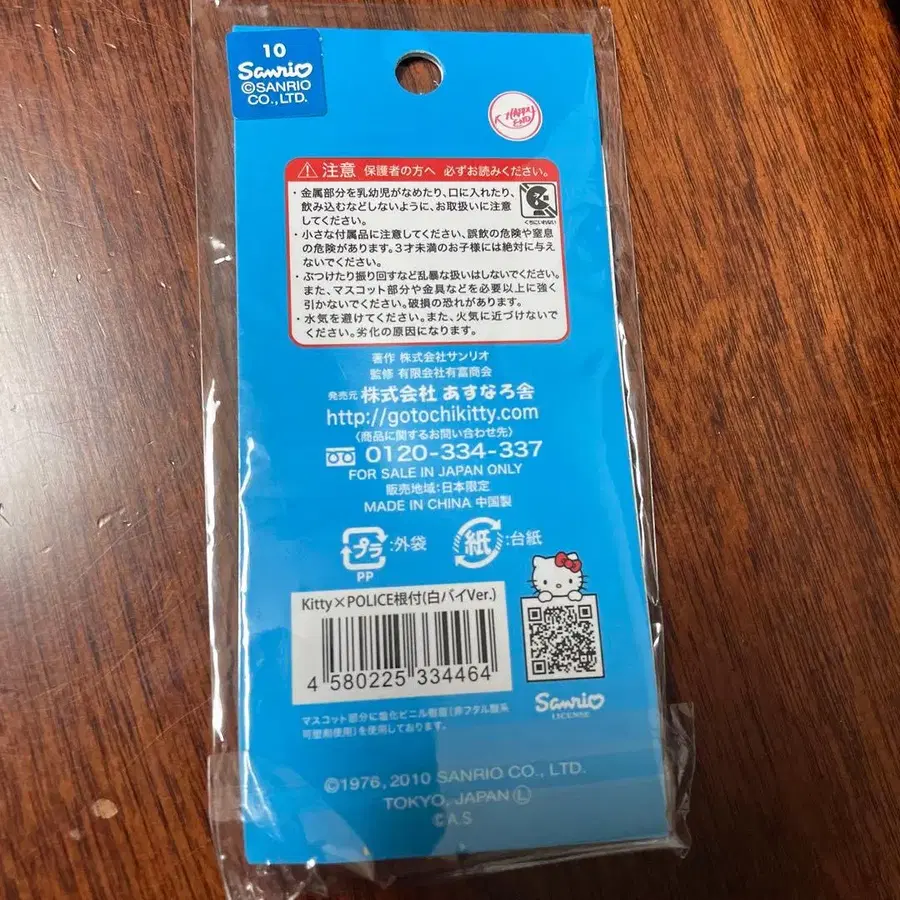 10
Sanrio
©SANRIO
CO.,LTD.
注意 保護者の方へ 必ずお読みください。
・金属部分を乳幼児がなめたり、口に入れたり、
飲み込むなどしないように、お取扱いに注意
してください。
くちにいれない
・小さな付属品に注意してください、誤飲の危険や窒息
の危険があります。3才未満のお子様には絶対に与え
ないでください。
・ぶつけたり振り回すなど乱暴な扱いはしないでください。
また、マスコット部分や金具などを必要以上に強く
引かないでください。破損の恐れがあります。
・水気を避けてください。また、火気に近づけないで
ください。劣化の原因になります。
著作 株式会社サンリオ
監修 有限会社有富商会
発売元 株式会社 あすなろ舎
http://gotochikitty.com
〈商品に関するお問い合わせ先〉
0120-334-337
FOR SALE IN JAPAN ONLY
販売地域:日本限定
MADE IN CHINA 中国製
プラ :外袋 紙 :台紙
PP
Kitty×POLICE根付(白バイVer.)
4 580225 334464
Sanrio
LICENSE
マスコット部分に塩化ビニル樹脂[非フタル酸系
可塑剤使用]を使用しております。
©1976, 2010 SANRIO CO., LTD.
TOKYO, JAPAN Ⓛ
©A.S